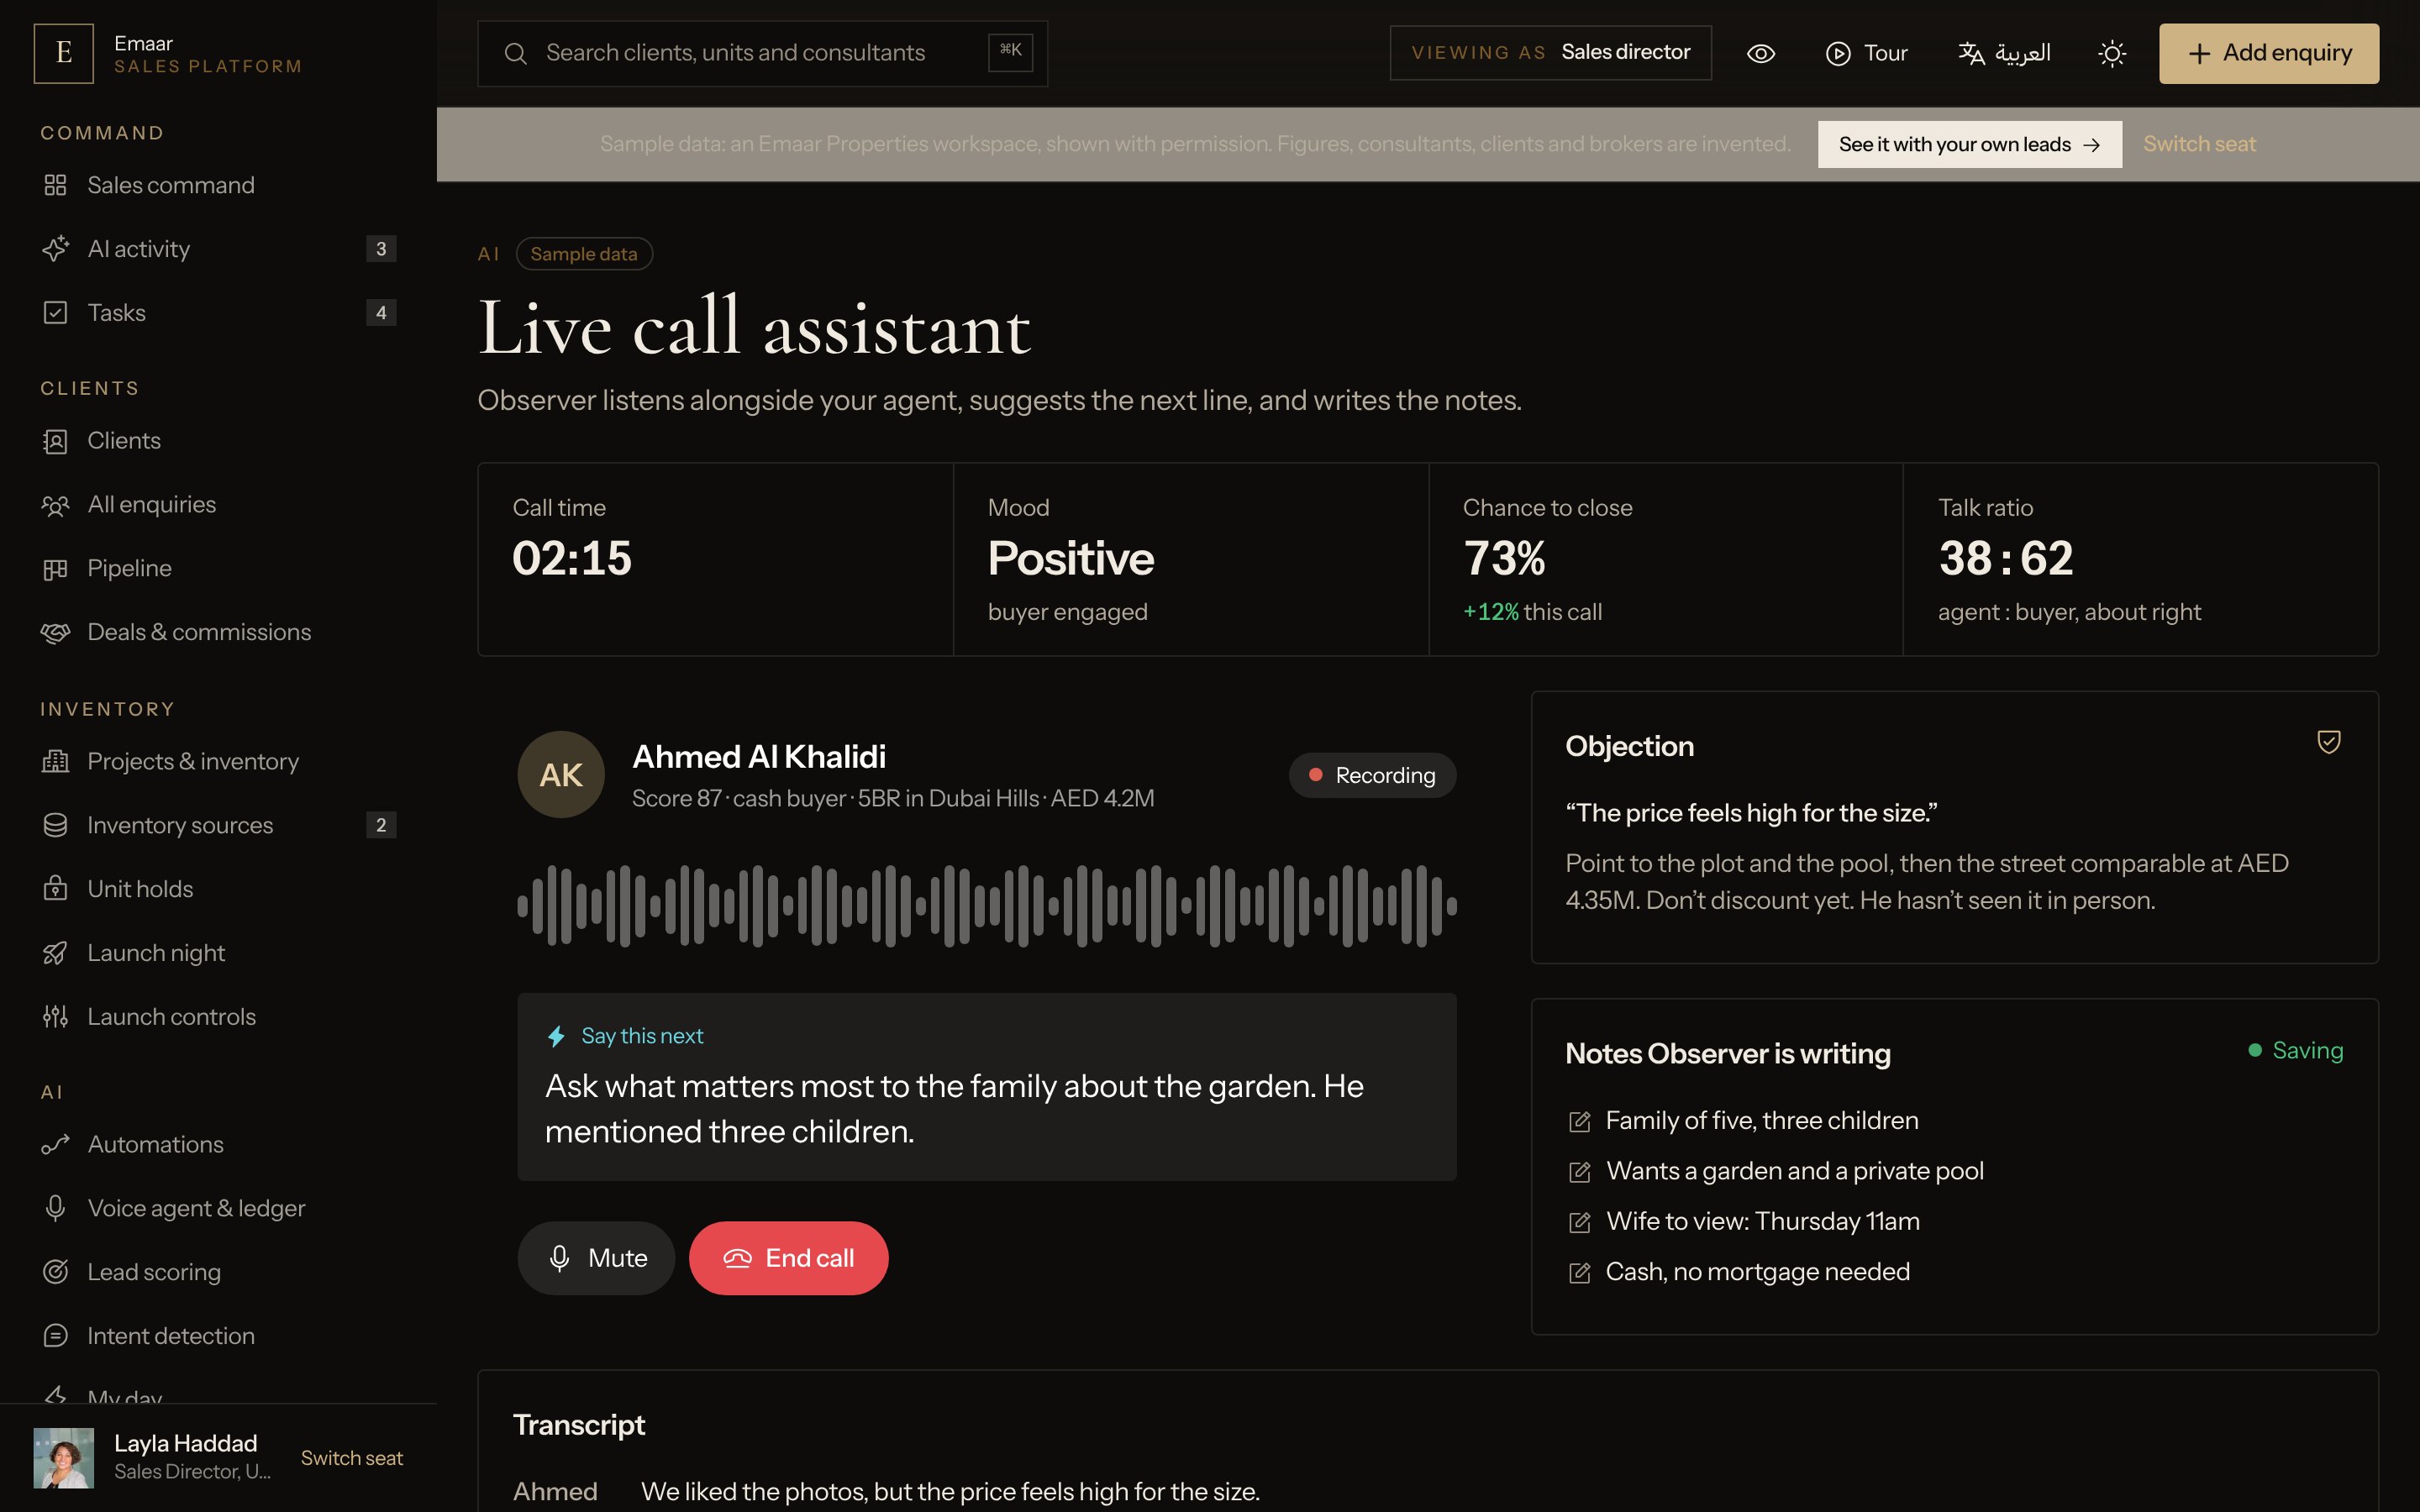 E
Emaar
SALES PLATFORM
Search clients, units and consultants
⌘K
VIEWING AS Sales director
Tour
العربية
Add enquiry
Sample data: an Emaar Properties workspace, shown with permission. Figures, consultants, clients and brokers are invented.
See it with your own leads →
Switch seat
COMMAND
Sales command
AI activity 3
Tasks 4
CLIENTS
Clients
All enquiries
Pipeline
Deals & commissions
INVENTORY
Projects & inventory
Inventory sources 2
Unit holds
Launch night
Launch controls
AI
Automations
Voice agent & ledger
Lead scoring
Intent detection
My day
Layla Haddad
Sales Director, U...
Switch seat
AI Sample data
Live call assistant
Observer listens alongside your agent, suggests the next line, and writes the notes.
Call time
02:15
Mood
Positive
buyer engaged
Chance to close
73%
+12% this call
Talk ratio
38 : 62
agent : buyer, about right
AK
Ahmed Al Khalidi
Score 87 · cash buyer · 5BR in Dubai Hills · AED 4.2M
Recording
Say this next
Ask what matters most to the family about the garden. He
mentioned three children.
Mute
End call
Objection
“The price feels high for the size.”
Point to the plot and the pool, then the street comparable at AED
4.35M. Don’t discount yet. He hasn’t seen it in person.
Notes Observer is writing
Saving
Family of five, three children
Wants a garden and a private pool
Wife to view: Thursday 11am
Cash, no mortgage needed
Transcript
Ahmed We liked the photos, but the price feels high for the size.